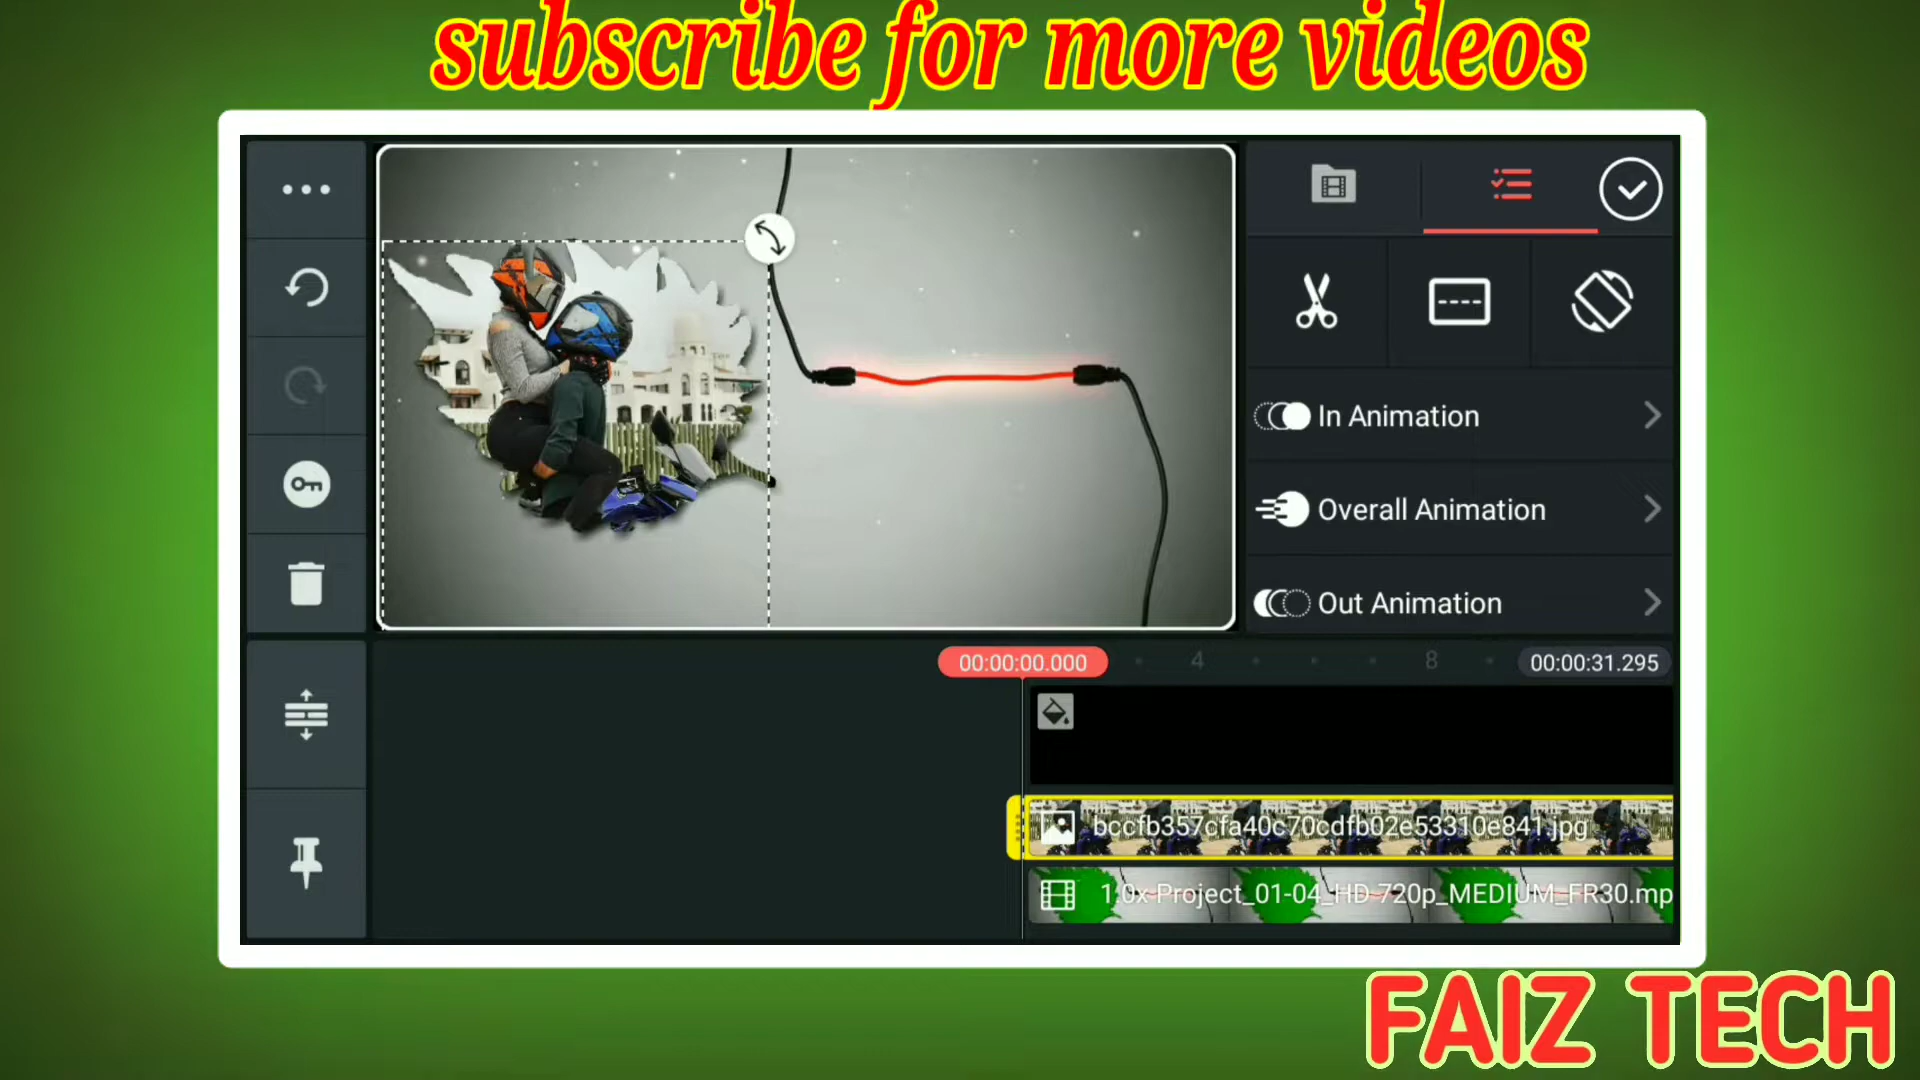 subscribe for more videos
In Animation
Overall Animation
Out Animation
00:00:00.000
4
8
00:00:31.295
bccfb357cfa40c70cdfb02e53310e841.jpg
1.0x Project_01-04_HD 720p_MEDIUM_FR30.mp
FAIZ TECH